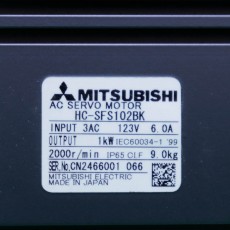 MITSUBISHI
AC SERVO MOTOR
HC-SFS102BK
INPUT 3AC 123V 6.0A
OUTPUT 1kW IEC60034-1 '99
2000r/min IP65 CLF 9.0kg
SER.No.CN2466001 066
MITSUBISHI ELECTRIC
MADE IN JAPAN